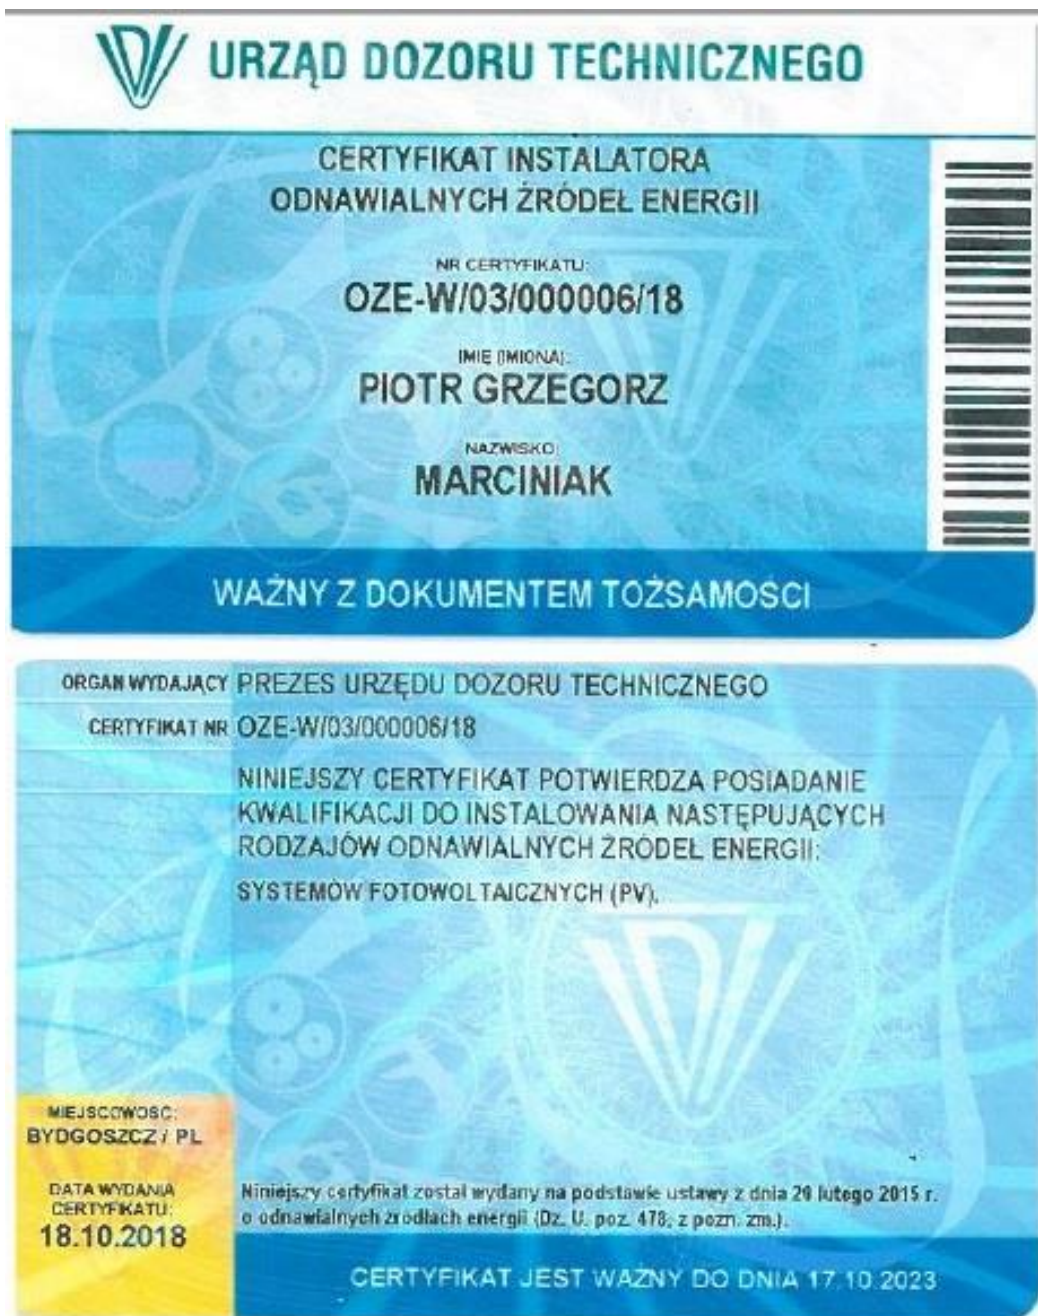 URZĄD DOZORU TECHNICZNEGO
CERTYFIKAT INSTALATORA
ODNAWIALNYCH ŹRÓDEŁ ENERGII
NR CERTYFIKATU:
OZE-W/03/000006/18
IMIĘ (IMIONA):
PIOTR GRZEGORZ
NAZWISKO:
MARCINIAK
WAŻNY Z DOKUMENTEM TOŻSAMOŚCI
ORGAN WYDAJĄCY PREZES URZĘDU DOZORU TECHNICZNEGO
CERTYFIKAT NR OZE-W/03/000006/18
NINIEJSZY CERTYFIKAT POTWIERDZA POSIADANIE
KWALIFIKACJI DO INSTALOWANIA NASTĘPUJĄCYCH
RODZAJÓW ODNAWIALNYCH ŹRÓDEŁ ENERGII:
SYSTEMÓW FOTOWOLTAICZNYCH (PV).
MIEJSCOWOŚĆ:
BYDGOSZCZ / PL
DATA WYDANIA
CERTYFIKATU:
18.10.2018
Niniejszy certyfikat został wydany na podstawie ustawy z dnia 20 lutego 2015 r.
o odnawialnych źródłach energii (Dz. U. poz. 478, z późn. zm.).
CERTYFIKAT JEST WAŻNY DO DNIA 17.10.2023